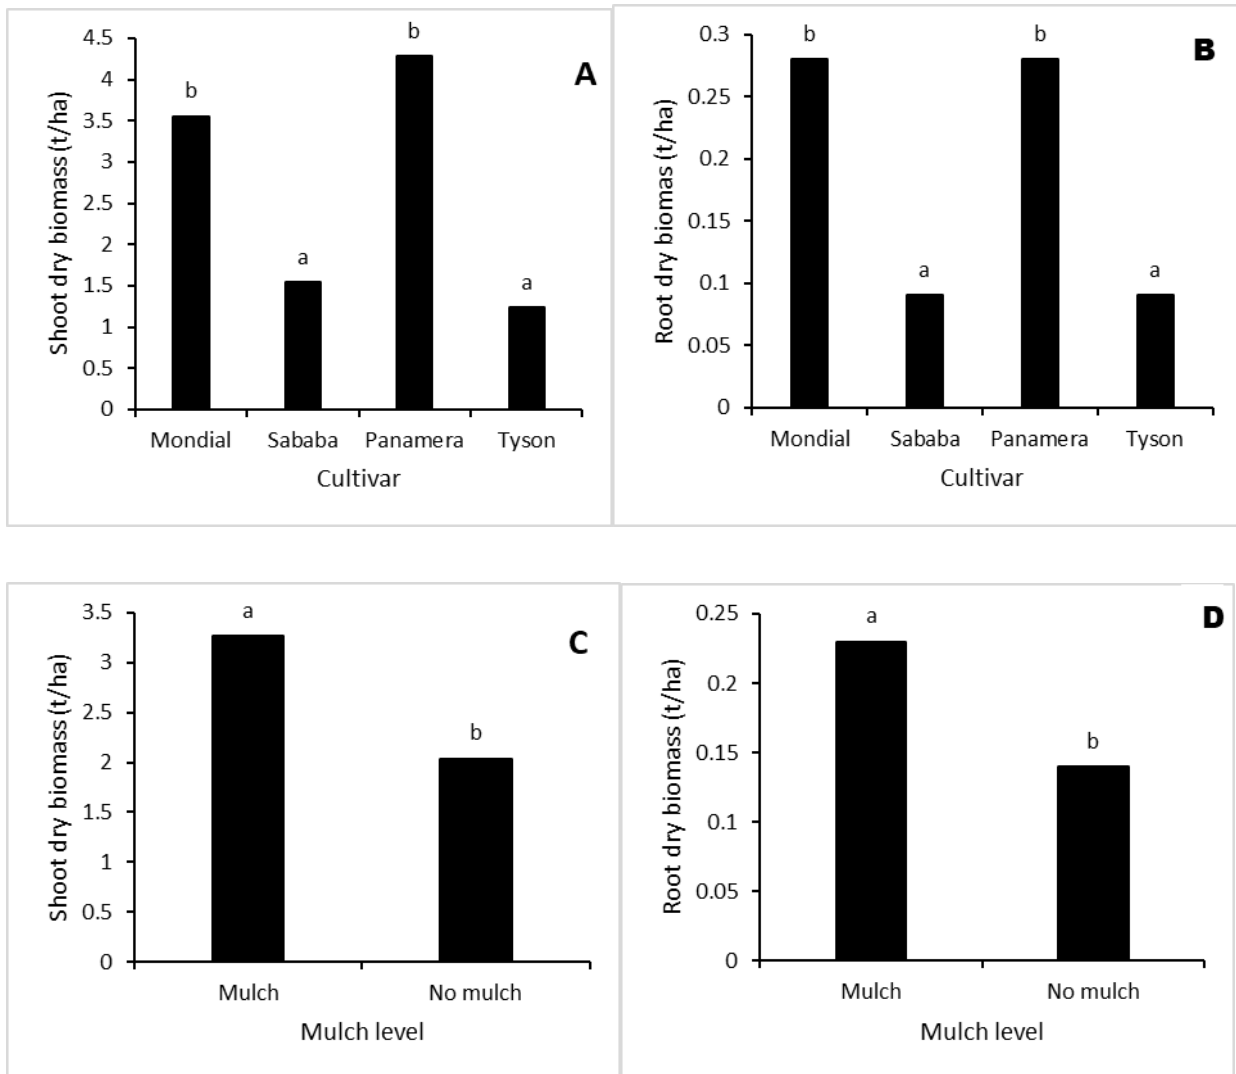 A
Shoot dry biomass (t/ha)
4.5
4
3.5
3
2.5
2
1.5
1
0.5
0
b
a
b
a
Mondial Sababa Panamera Tyson
Cultivar
B
Root dry biomas (t/ha)
0.3
0.25
0.2
0.15
0.1
0.05
0
b
a
b
a
Mondial Sababa Panamera Tyson
Cultivar
C
Shoot dry biomass (t/ha)
3.5
3
2.5
2
1.5
1
0.5
0
a
b
Mulch No mulch
Mulch level
D
Root dry biomass (t/ha)
0.25
0.2
0.15
0.1
0.05
0
a
b
Mulch No mulch
Mulch level